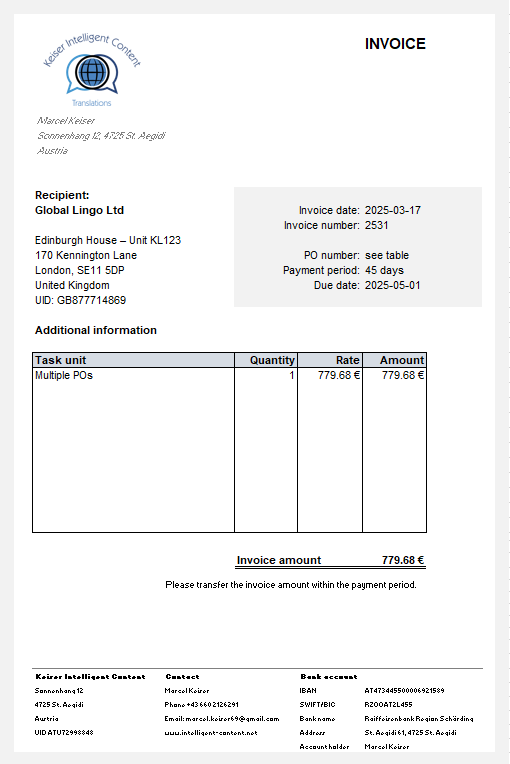 Keiser Intelligent Content
Translations
INVOICE
Marcel Keiser
Sonnenhang 12, 4725 St. Aegidi
Austria
Recipient:
Global Lingo Ltd
Edinburgh House – Unit KL123
170 Kennington Lane
London, SE11 5DP
United Kingdom
UID: GB877714869
Invoice date: 2025-03-17
Invoice number: 2531
PO number: see table
Payment period: 45 days
Due date: 2025-05-01
Additional information
Task unit Quantity Rate Amount
Multiple POs 1 779.68 € 779.68 €
Invoice amount 779.68 €
Please transfer the invoice amount within the payment period.
Keiser Intelligent Content Contact Bank account
Sonnenhang 12 Marcel Keiser IBAN AT473445500006921589
4725 St. Aegidi Phone +436602126291 SWIFT/BIC RZOOAT2L455
Austria Email: marcel.keiser69@gmail.com Bank name Raiffeisenbank Region Schärding
UID ATU72998848 www.intelligent-content.net Address St. Aegidi 61, 4725 St. Aegidi
Account holder Marcel Keiser